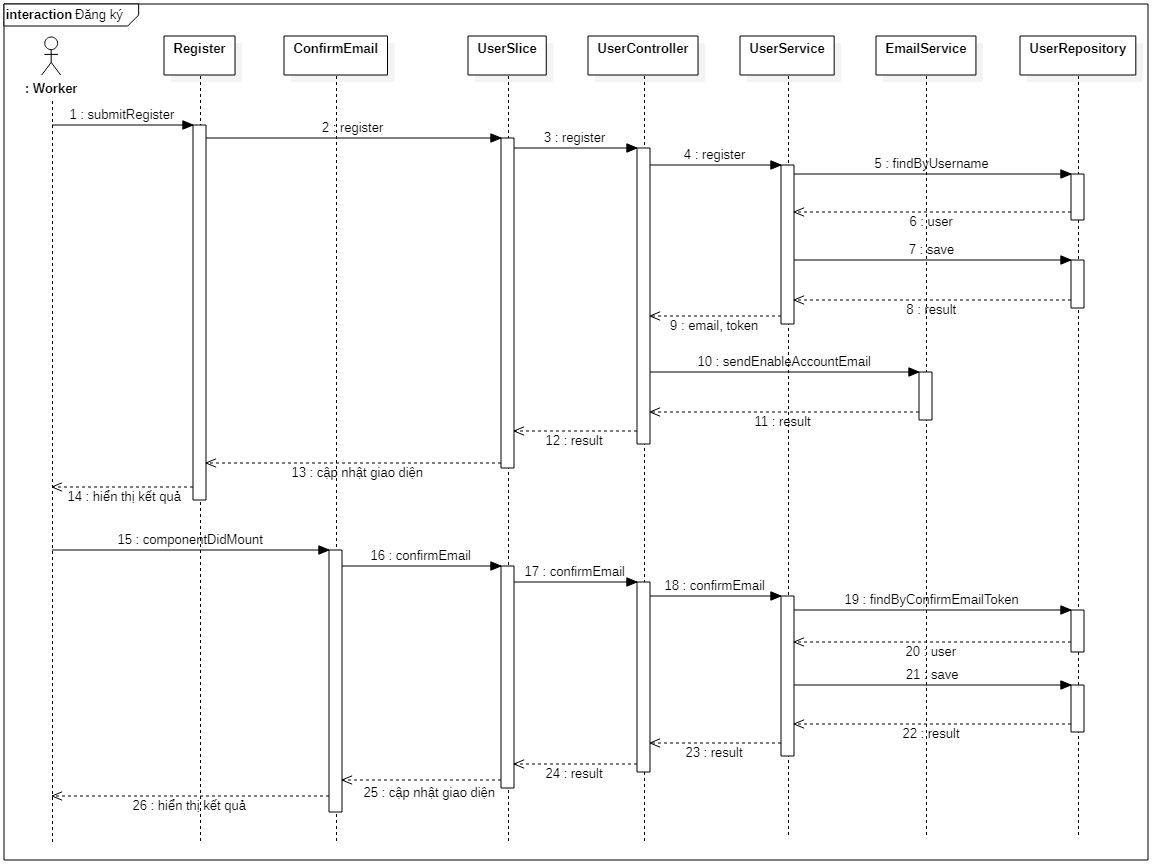 interaction Đăng ký
Register
ConfirmEmail
UserSlice
UserController
UserService
EmailService
UserRepository
: Worker
1 : submitRegister
2 : register
3 : register
4 : register
5 : findByUsername
6 : user
7 : save
8 : result
9 : email, token
10 : sendEnableAccountEmail
11 : result
12 : result
13 : cập nhật giao diện
14 : hiển thị kết quả
15 : componentDidMount
16 : confirmEmail
17 : confirmEmail
18 : confirmEmail
19 : findByConfirmEmailToken
20 : user
21 : save
22 : result
23 : result
24 : result
25 : cập nhật giao diện
26 : hiển thị kết quả